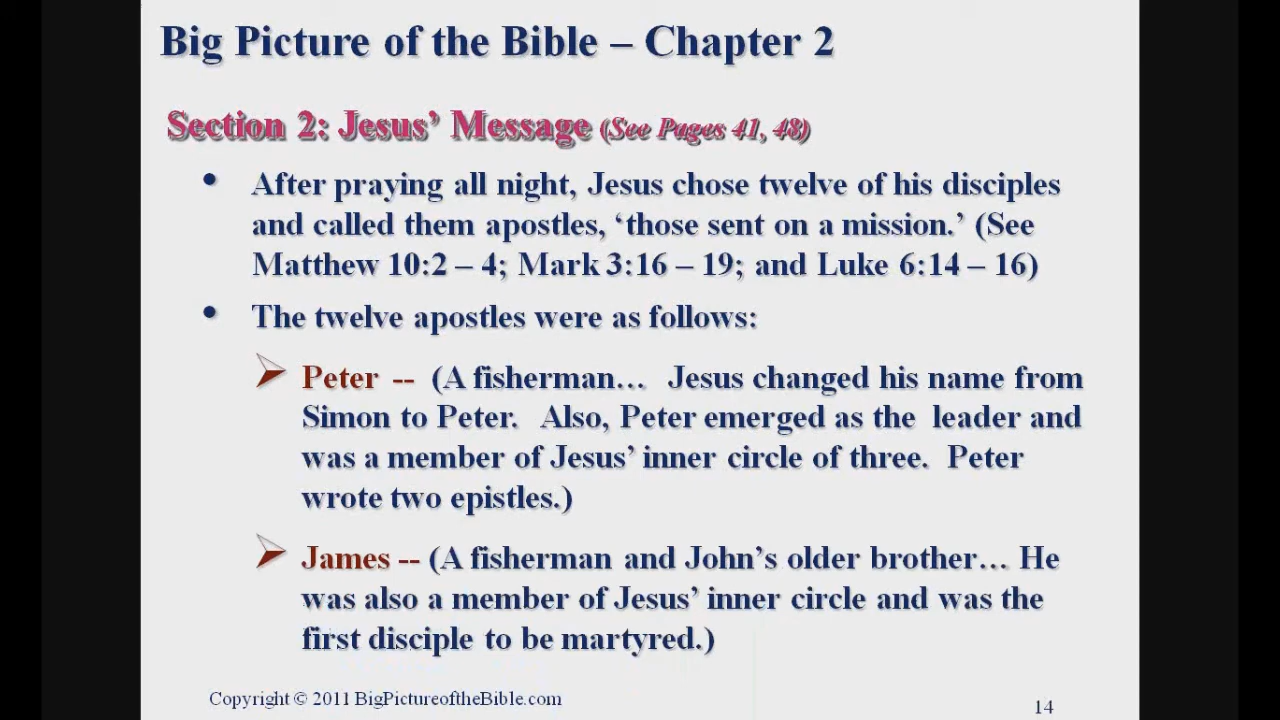 Big Picture of the Bible – Chapter 2
Section 2: Jesus’ Message (See Pages 41, 48)
• After praying all night, Jesus chose twelve of his disciples
and called them apostles, ‘those sent on a mission.’ (See
Matthew 10:2 – 4; Mark 3:16 – 19; and Luke 6:14 – 16)
• The twelve apostles were as follows:
➢ Peter -- (A fisherman… Jesus changed his name from
Simon to Peter. Also, Peter emerged as the leader and
was a member of Jesus’ inner circle of three. Peter
wrote two epistles.)
➢ James -- (A fisherman and John’s older brother… He
was also a member of Jesus’ inner circle and was the
first disciple to be martyred.)
Copyright © 2011 BigPictureoftheBible.com
14